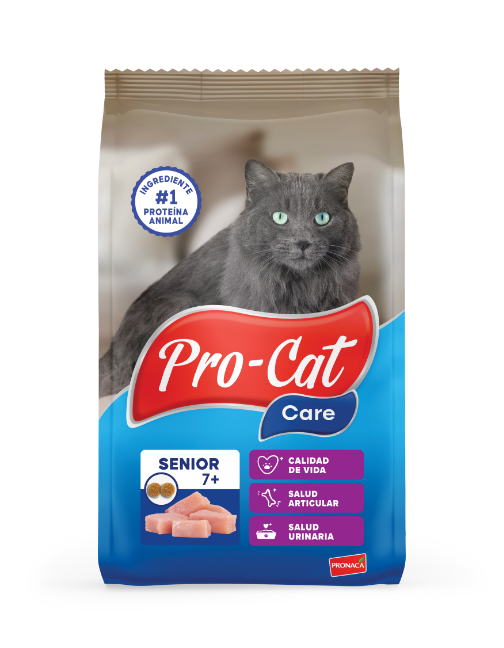 INGREDIENTE
#1
PROTEÍNA
ANIMAL
Pro-Cat
Care
SENIOR
7+
CALIDAD
DE VIDA
SALUD
ARTICULAR
SALUD
URINARIA
PRONACA